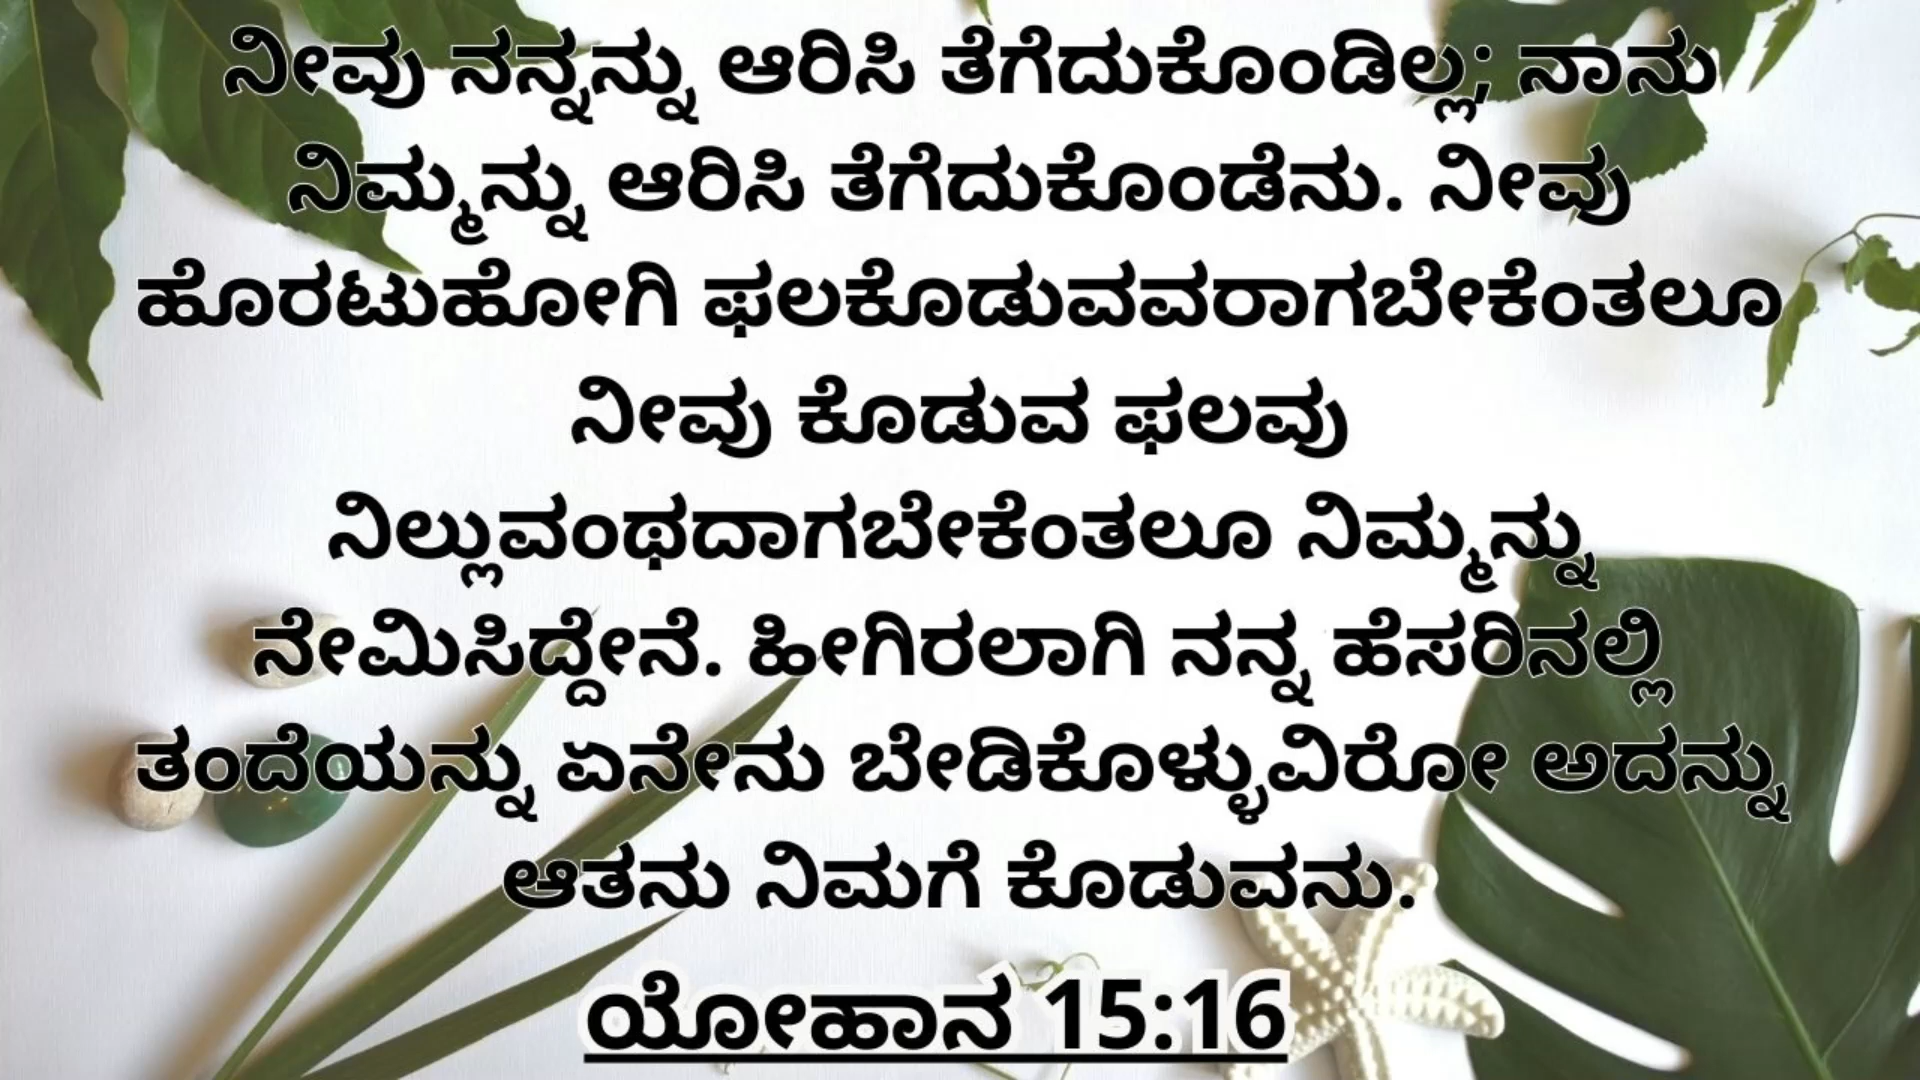 ನೀವು ನನ್ನನ್ನು ಆರಿಸಿ ತೆಗೆದುಕೊಂಡಿಲ್ಲ; ನಾನು
ನಿಮ್ಮನ್ನು ಆರಿಸಿ ತೆಗೆದುಕೊಂಡೆನು. ನೀವು
ಹೊರಟುಹೋಗಿ ಫಲಕೊಡುವವರಾಗಬೇಕೆಂತಲೂ
ನೀವು ಕೊಡುವ ಫಲವು
ನಿಲ್ಲುವಂಥದಾಗಬೇಕೆಂತಲೂ ನಿಮ್ಮನ್ನು
ನೇಮಿಸಿದ್ದೇನೆ. ಹೀಗಿರಲಾಗಿ ನನ್ನ ಹೆಸರಿನಲ್ಲಿ
ತಂದೆಯನ್ನು ಏನೇನು ಬೇಡಿಕೊಳ್ಳುವಿರೋ ಅದನ್ನು
ಆತನು ನಿಮಗೆ ಕೊಡುವನು.
ಯೋಹಾನ 15:16